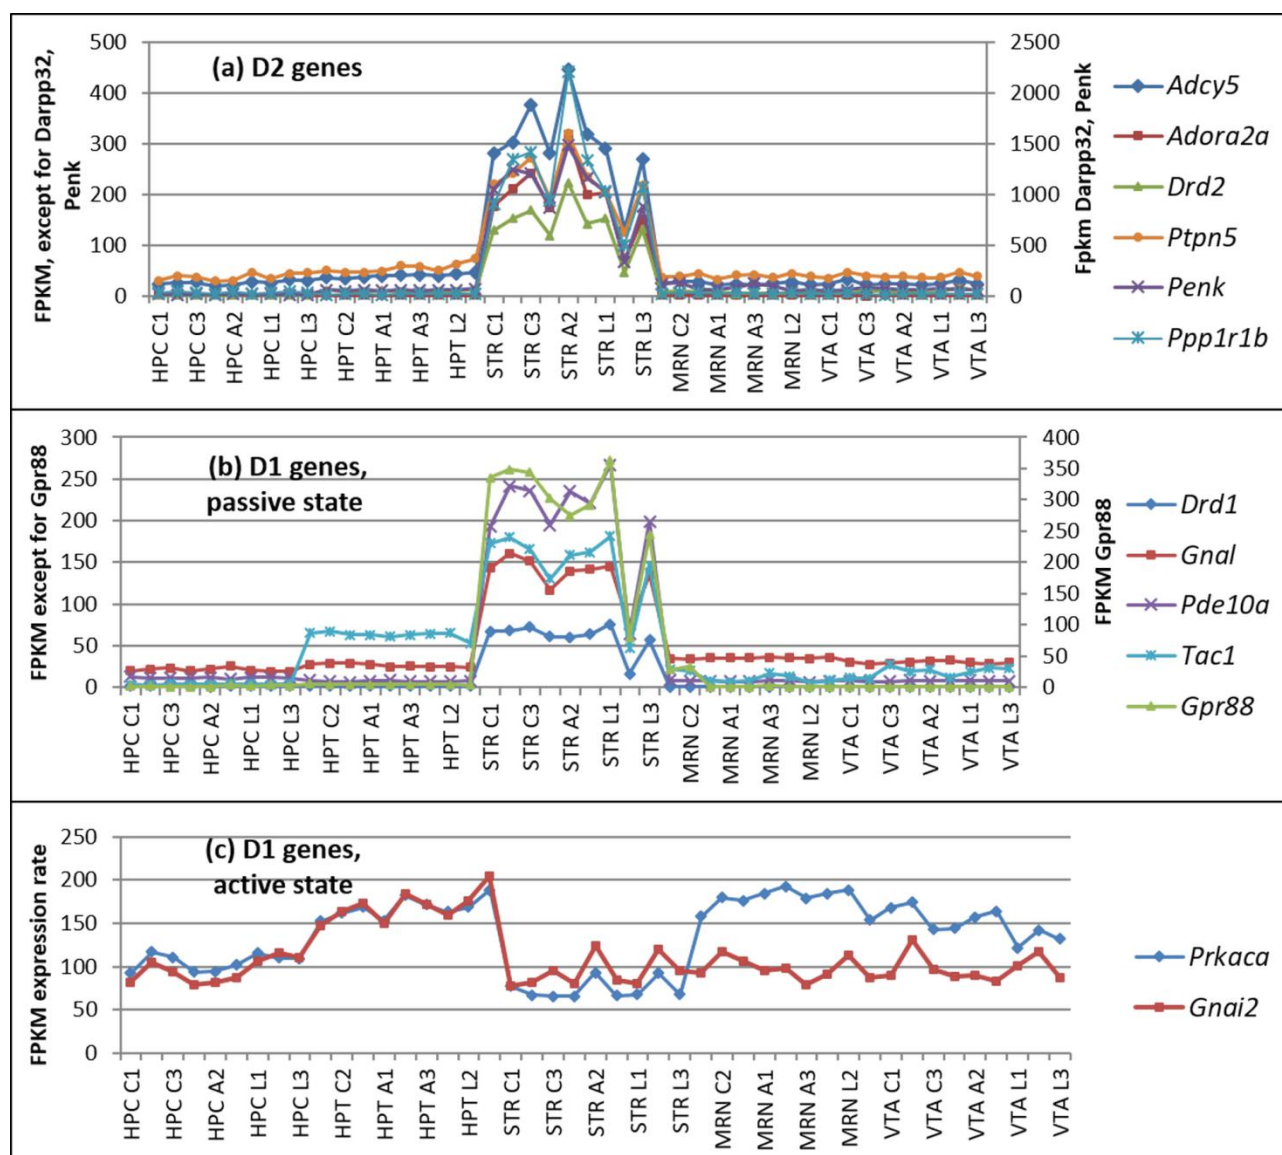 (a) D2 genes
FPKM, except for Darpp32,
Penk
500
400
300
200
100
0
2500
2000
1500
1000
500
0
Fpkm Darpp32, Penk
HPC C1
HPC C3
HPC A2
HPC L1
HPC L3
HPT C2
HPT A1
HPT A3
HPT L2
STR C1
STR C3
STR A2
STR L1
STR L3
MRN C2
MRN A1
MRN A3
MRN L2
VTA C1
VTA C3
VTA A2
VTA L1
VTA L3
Adcy5
Adora2a
Drd2
Ptpn5
Penk
Ppp1r1b
(b) D1 genes,
passive state
FPKM except for Gpr88
300
250
200
150
100
50
0
400
350
300
250
200
150
100
50
0
FPKM Gpr88
HPC C1
HPC C3
HPC A2
HPC L1
HPC L3
HPT C2
HPT A1
HPT A3
HPT L2
STR C1
STR C3
STR A2
STR L1
STR L3
MRN C2
MRN A1
MRN A3
MRN L2
VTA C1
VTA C3
VTA A2
VTA L1
VTA L3
Drd1
Gnal
Pde10a
Tac1
Gpr88
(c) D1 genes,
active state
FPKM expression rate
250
200
150
100
50
0
HPC C1
HPC C3
HPC A2
HPC L1
HPC L3
HPT C2
HPT A1
HPT A3
HPT L2
STR C1
STR C3
STR A2
STR L1
STR L3
MRN C2
MRN A1
MRN A3
MRN L2
VTA C1
VTA C3
VTA A2
VTA L1
VTA L3
Prkaca
Gnai2